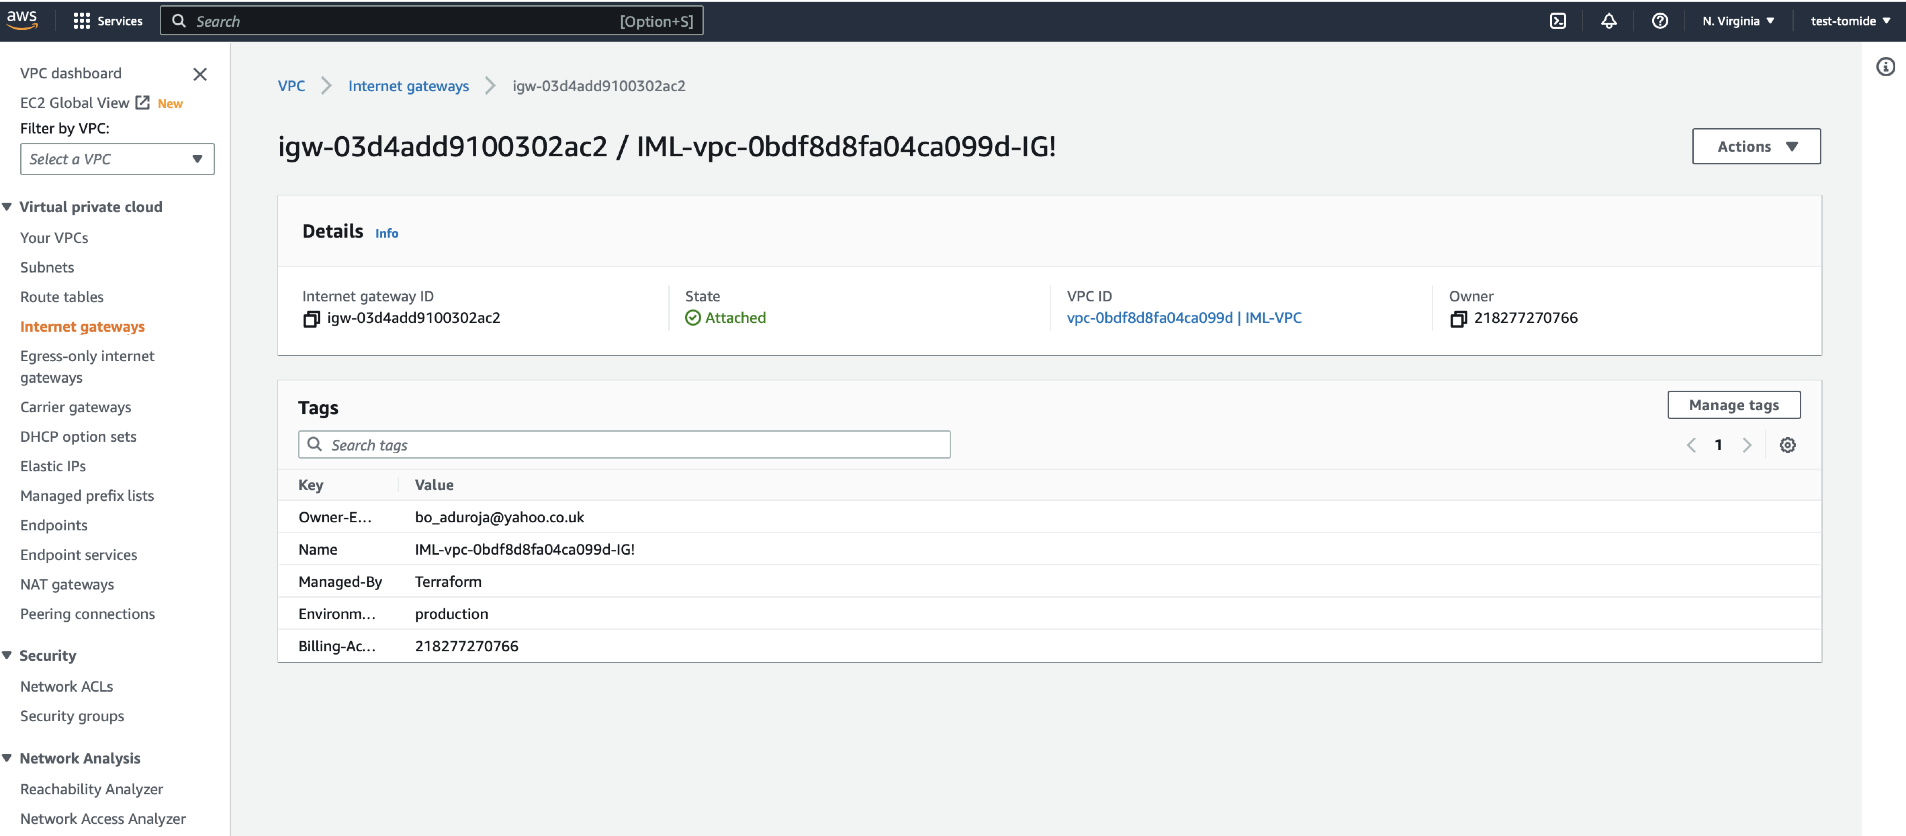 aws
Services
Search
[Option+S]
N. Virginia
test-tomide
VPC dashboard
EC2 Global View New
Filter by VPC:
Select a VPC
Virtual private cloud
Your VPCs
Subnets
Route tables
Internet gateways
Egress-only internet
gateways
Carrier gateways
DHCP option sets
Elastic IPs
Managed prefix lists
Endpoints
Endpoint services
NAT gateways
Peering connections
Security
Network ACLs
Security groups
Network Analysis
Reachability Analyzer
Network Access Analyzer
VPC Internet gateways igw-03d4add9100302ac2
igw-03d4add9100302ac2 / IML-vpc-0bdf8d8fa04ca099d-IG!
Actions
Details Info
Internet gateway ID
igw-03d4add9100302ac2
State
Attached
VPC ID
vpc-0bdf8d8fa04ca099d | IML-VPC
Owner
218277270766
Tags
Manage tags
Search tags
1
Key Value
Owner-E... bo_aduroja@yahoo.co.uk
Name IML-vpc-0bdf8d8fa04ca099d-IG!
Managed-By Terraform
Environm... production
Billing-Ac... 218277270766